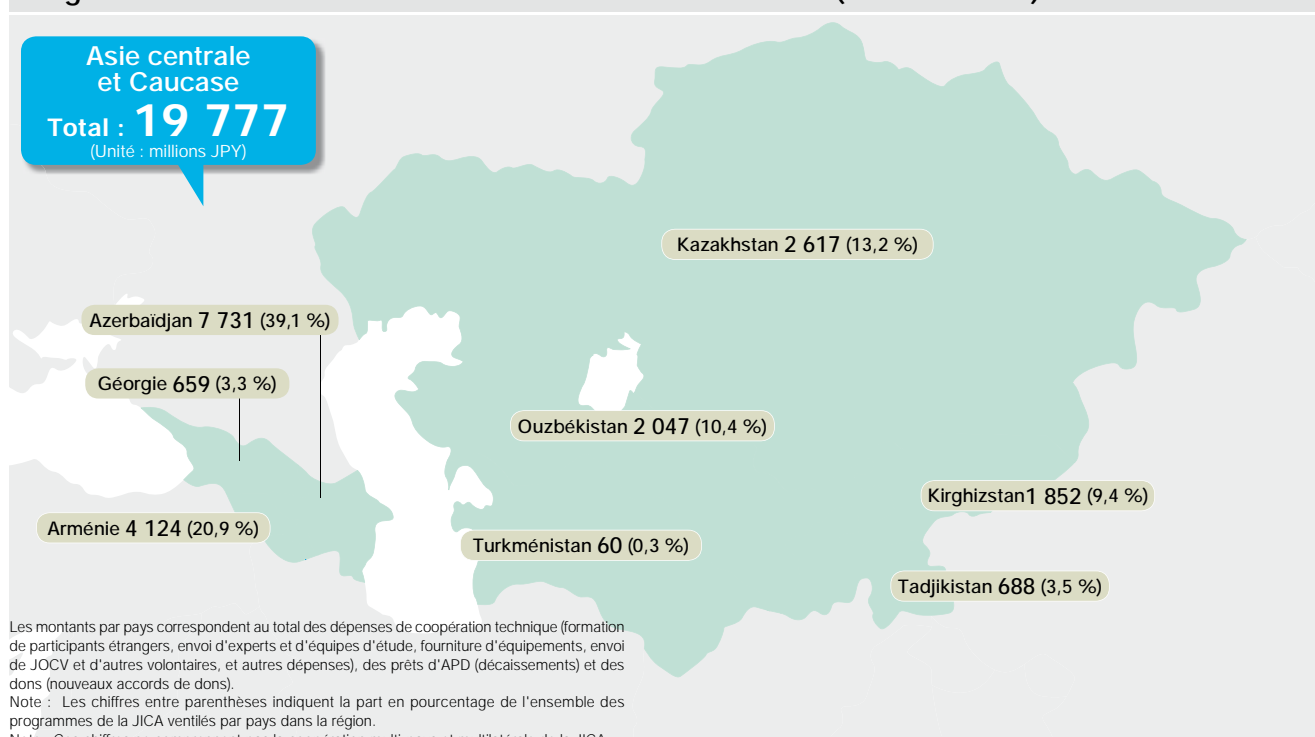 Asie centrale
et Caucase
Total : 19 777
(Unité : millions JPY)
Kazakhstan 2 617 (13,2 %)
Azerbaïdjan 7 731 (39,1 %)
Géorgie 659 (3,3 %)
Ouzbékistan 2 047 (10,4 %)
Kirghizstan1 852 (9,4 %)
Arménie 4 124 (20,9 %)
Turkménistan 60 (0,3 %)
Tadjikistan 688 (3,5 %)
Les montants par pays correspondent au total des dépenses de coopération technique (formation
de participants étrangers, envoi d'experts et d'équipes d'étude, fourniture d'équipements, envoi
de JOCV et d'autres volontaires, et autres dépenses), des prêts d'APD (décaissements) et des
dons (nouveaux accords de dons).
Note : Les chiffres entre parenthèses indiquent la part en pourcentage de l'ensemble des
programmes de la JICA ventilés par pays dans la région.